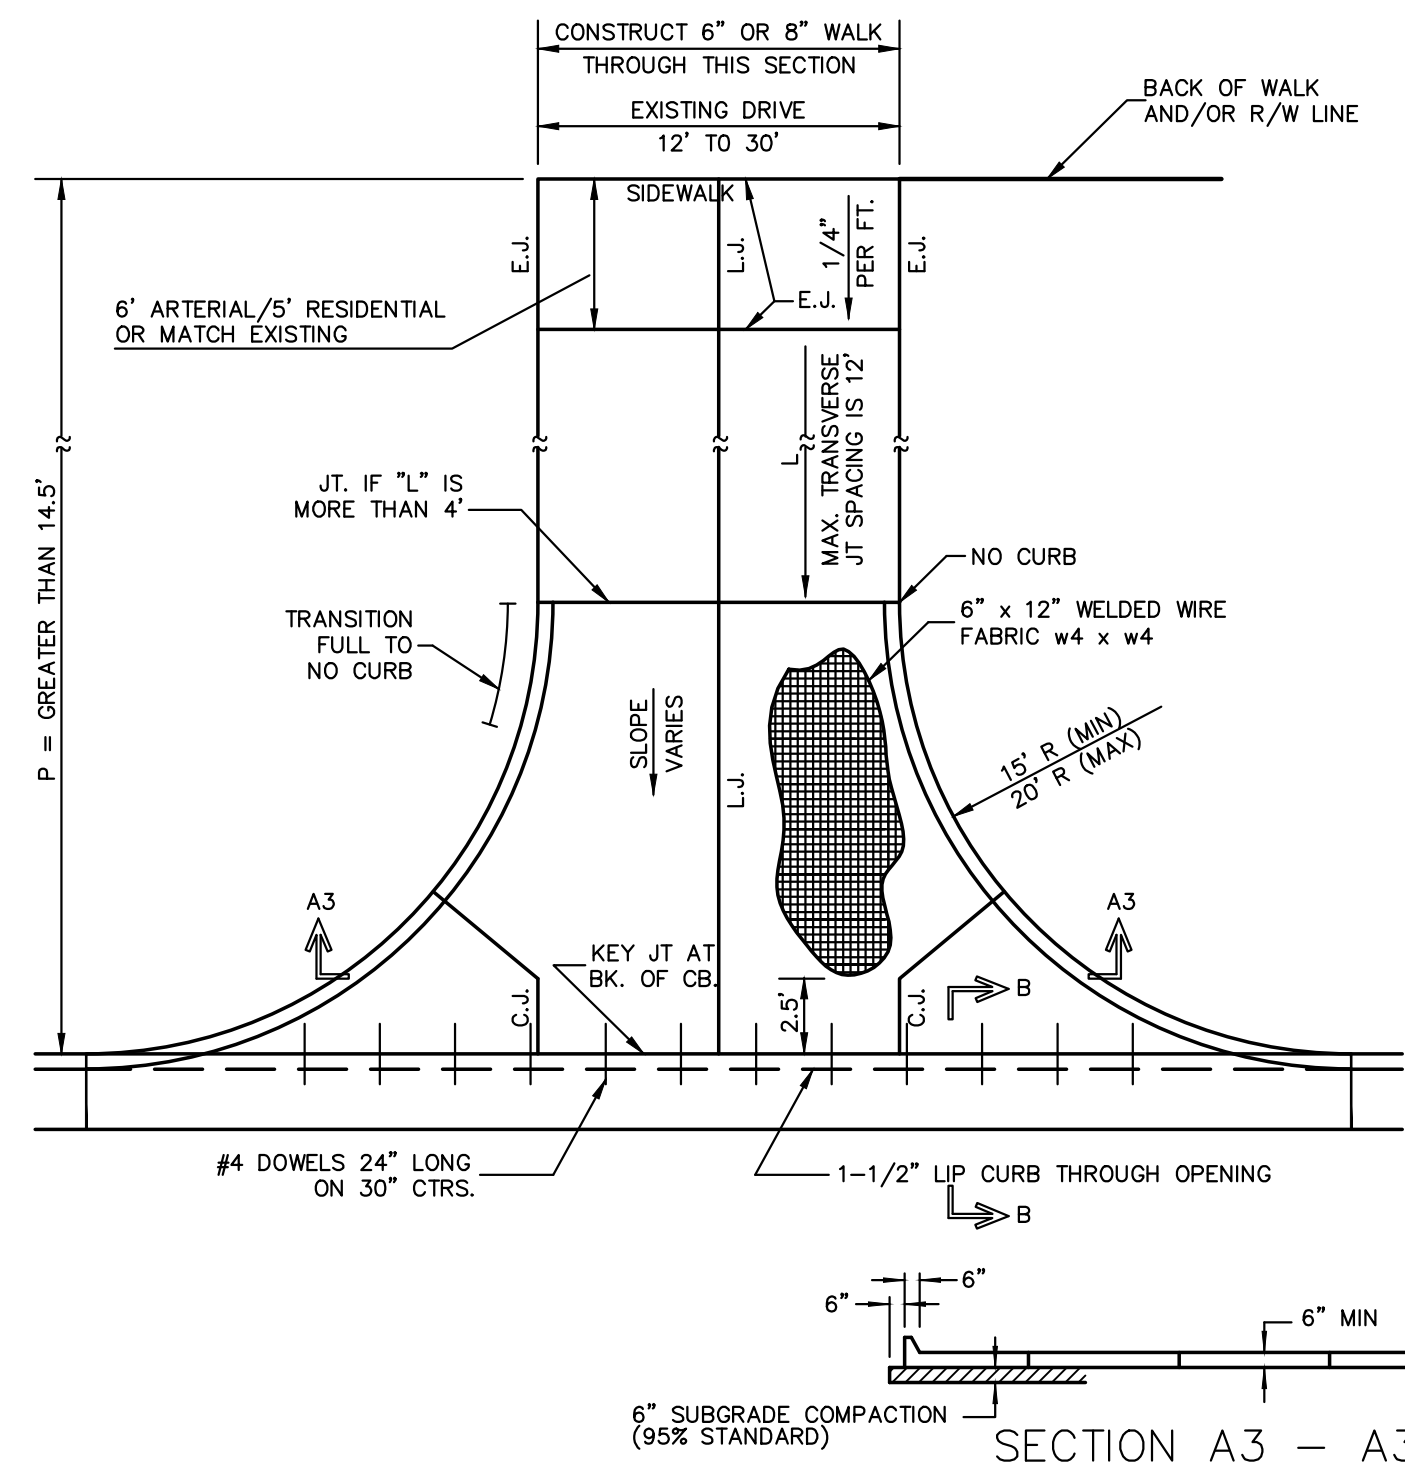 CONSTRUCT 6" OR 8" WALK
THROUGH THIS SECTION
EXISTING DRIVE
12' TO 30'
BACK OF WALK
AND/OR R/W LINE
SIDEWALK
E.J.
L.J.
1/4"
PER FT.
E.J.
E.J.
6' ARTERIAL/5' RESIDENTIAL
OR MATCH EXISTING
L
MAX. TRANSVERSE
JT SPACING IS 12'
P = GREATER THAN 14.5'
JT. IF "L" IS
MORE THAN 4'
NO CURB
6" x 12" WELDED WIRE
FABRIC w4 x w4
TRANSITION
FULL TO
NO CURB
SLOPE
VARIES
L.J.
15' R (MIN)
20' R (MAX)
A3
A3
KEY JT AT
BK. OF CB.
C.J.
2.5'
C.J.
B
#4 DOWELS 24" LONG
ON 30" CTRS.
1-1/2" LIP CURB THROUGH OPENING
B
6"
6"
6" MIN
6" SUBGRADE COMPACTION
(95% STANDARD)
SECTION A3 - A3